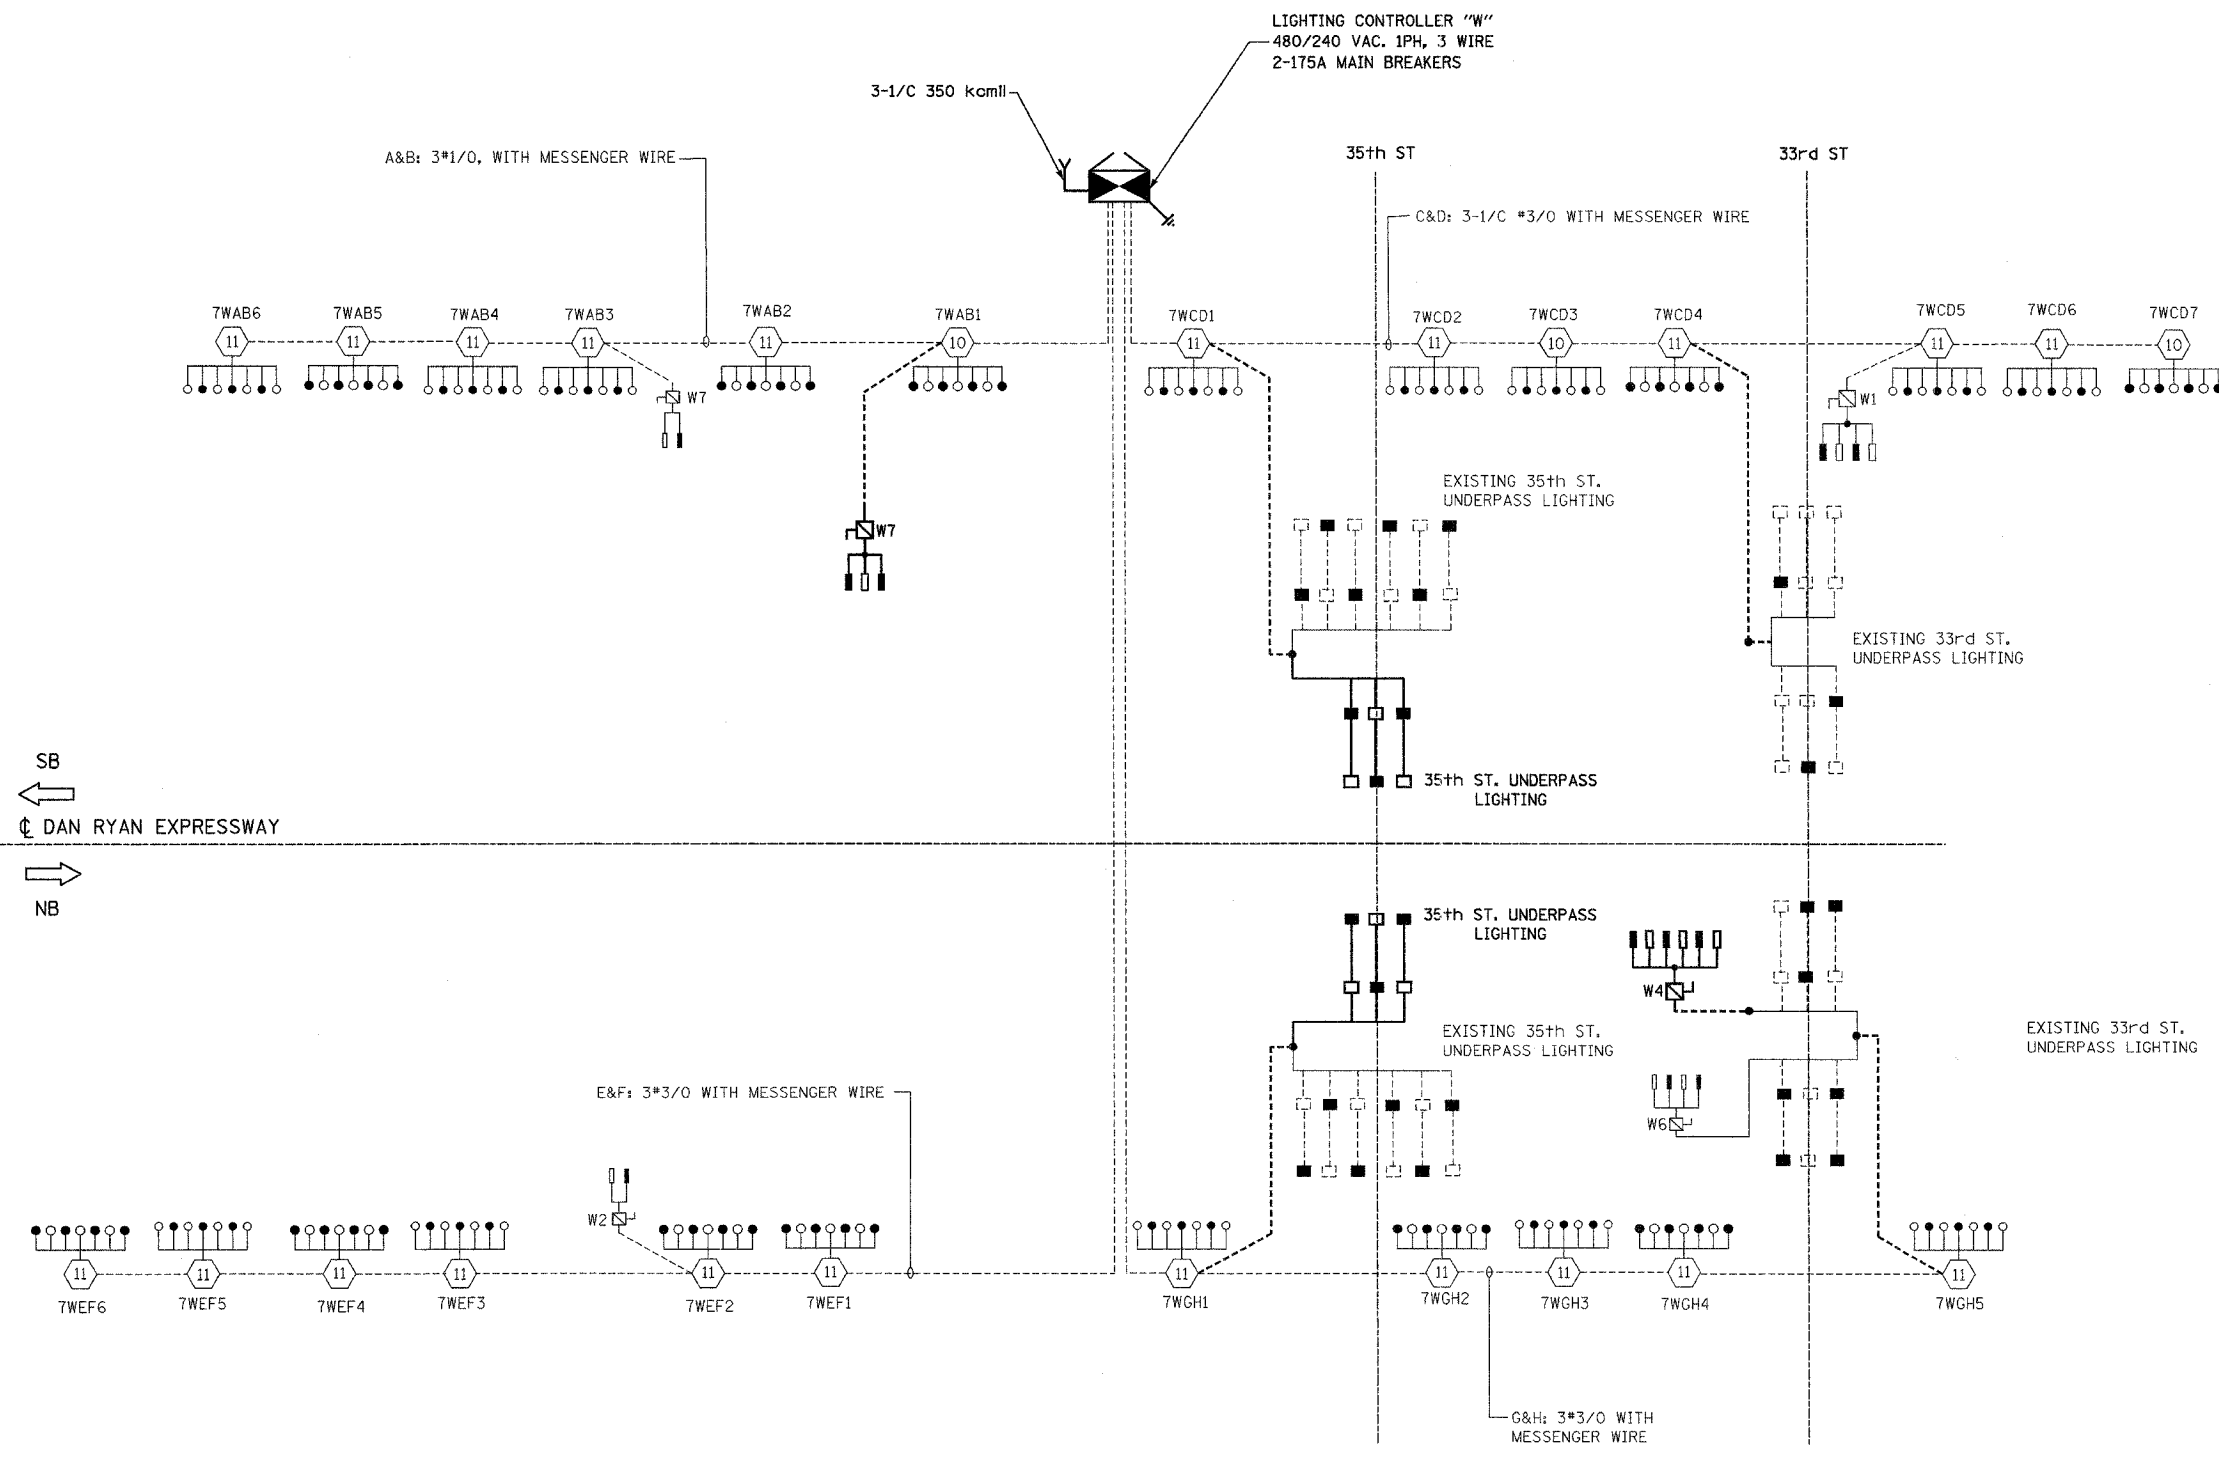 LIGHTING CONTROLLER "W"
480/240 VAC. 1PH, 3 WIRE
2-175A MAIN BREAKERS
3-1/C 350 kcmil
A&B: 3#1/0, WITH MESSENGER WIRE
35th ST
33rd ST
C&D: 3-1/C #3/0 WITH MESSENGER WIRE
7WAB6
7WAB5
7WAB4
7WAB3
7WAB2
7WAB1
7WCD1
7WCD2
7WCD3
7WCD4
7WCD5
7WCD6
7WCD7
11
11
11
11
11
10
11
11
10
11
11
11
10
W7
W1
EXISTING 35th ST.
UNDERPASS LIGHTING
W7
EXISTING 33rd ST.
UNDERPASS LIGHTING
SB
35th ST. UNDERPASS
LIGHTING
℄ DAN RYAN EXPRESSWAY
NB
35th ST. UNDERPASS
LIGHTING
W4
EXISTING 35th ST.
UNDERPASS LIGHTING
EXISTING 33rd ST.
UNDERPASS LIGHTING
E&F: 3#3/0 WITH MESSENGER WIRE
W6
W2
11
11
11
11
11
11
11
11
11
11
11
7WEF6
7WEF5
7WEF4
7WEF3
7WEF2
7WEF1
7WGH1
7WGH2
7WGH3
7WGH4
7WGH5
G&H: 3#3/0 WITH
MESSENGER WIRE